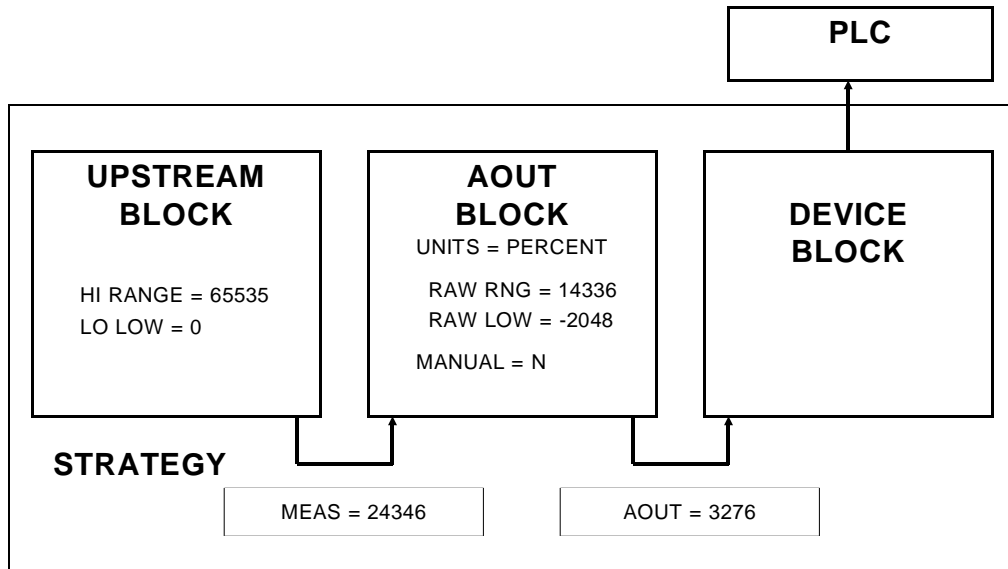 PLC
UPSTREAM
BLOCK
HI RANGE = 65535
LO LOW = 0
AOUT
BLOCK
UNITS = PERCENT
RAW RNG = 14336
RAW LOW = -2048
MANUAL = N
DEVICE
BLOCK
STRATEGY
MEAS = 24346
AOUT = 3276